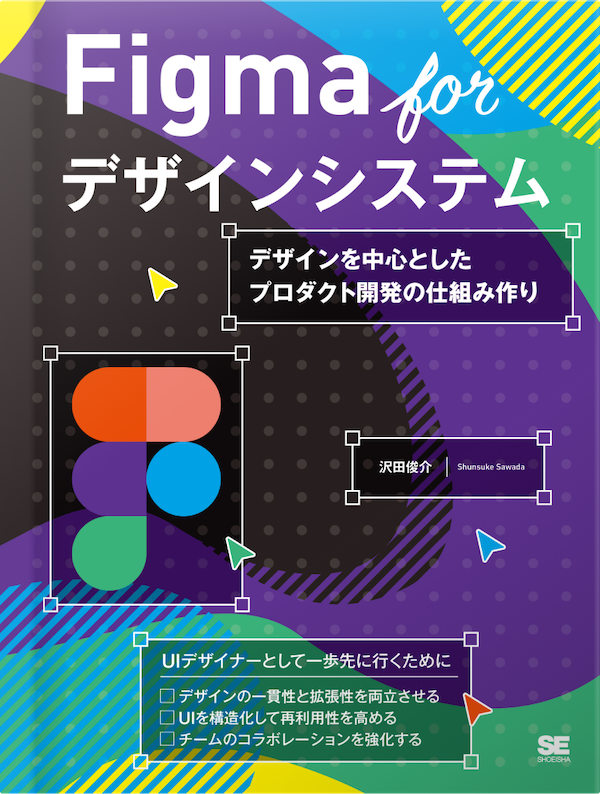 Figma for
デザインシステム
デザインを中心とした
プロダクト開発の仕組み作り
沢田俊介 Shunsuke Sawada
UIデザイナーとして一歩先に行くために
デザインの一貫性と拡張性を両立させる
UIを構造化して再利用性を高める
チームのコラボレーションを強化する
SE
SHOEISHA